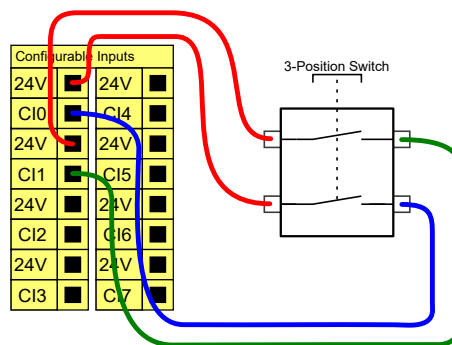 Configurable Inputs
3-Position Switch
24V 24V
CI0 CI4
24V 24V
CI1 CI5
24V 24V
CI2 CI6
24V 24V
CI3 CI7